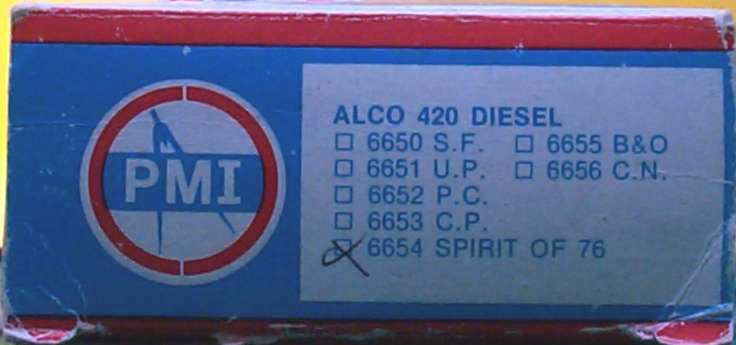 PMI
ALCO 420 DIESEL
6650 S.F. 6655 B&O
6651 U.P. 6656 C.N.
6652 P.C.
6653 C.P.
6654 SPIRIT OF 76